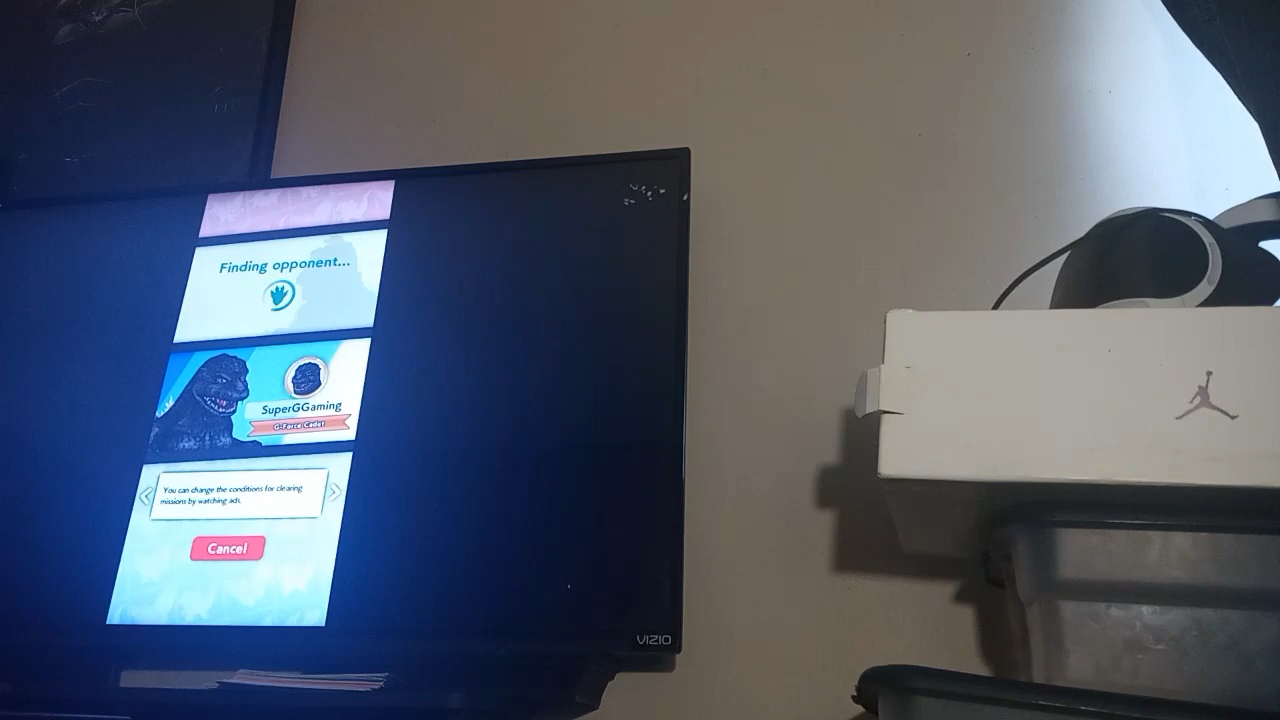 Finding opponent...
SuperGGaming
G-Force Cadet
You can change the conditions for clearing
missions by watching ads.
Cancel
VIZIO